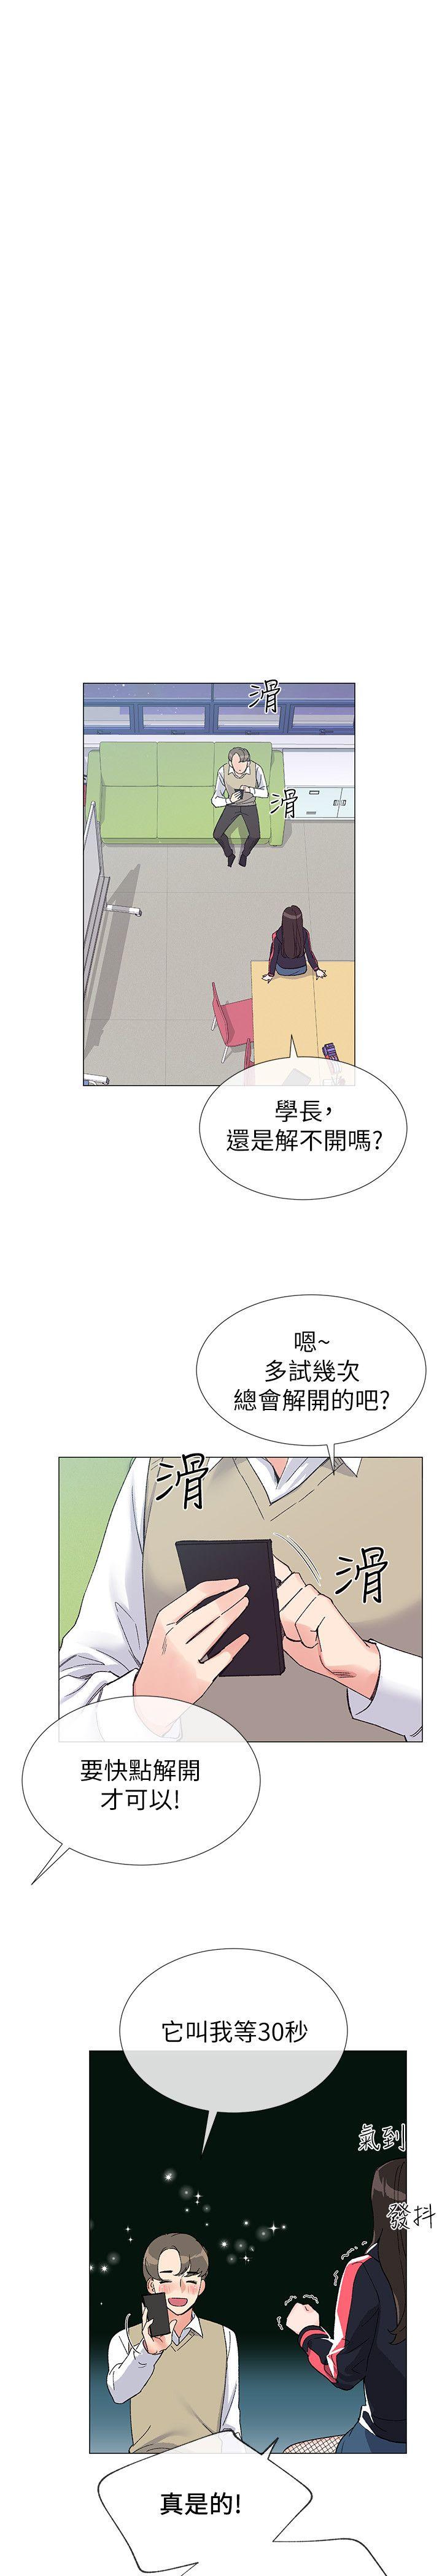 滑
滑
學長,
還是解不開嗎?
嗯~
多試幾次
總會解開的吧?
滑
滑
要快點解開
才可以!
它叫我等30秒
氣到
發抖
真是的!